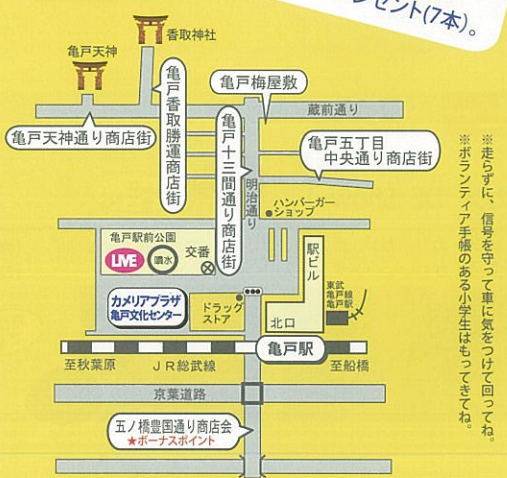 ゼント(7本)。
香取神社
亀戸天神
亀戸梅屋敷
蔵前通り
亀戸天神通り商店街
亀戸香取勝運商店街
亀戸十三間通り商店街
亀戸五丁目
中央通り商店街
明治通り
ハンバーガー
ショップ
亀戸駅前公園
LIVE
噴水
交番
駅ビル
東武
亀戸線
亀戸駅
カメリアプラザ
亀戸文化センター
ドラッグ
ストア
北口
亀戸駅
至秋葉原
JR総武線
至船橋
京葉道路
五ノ橋豊国通り商店会
★ボーナスポイント
※走らずに、信号を守って車に気をつけて回ってね。
※ボランティア手帳のある小学生はもってきてね。